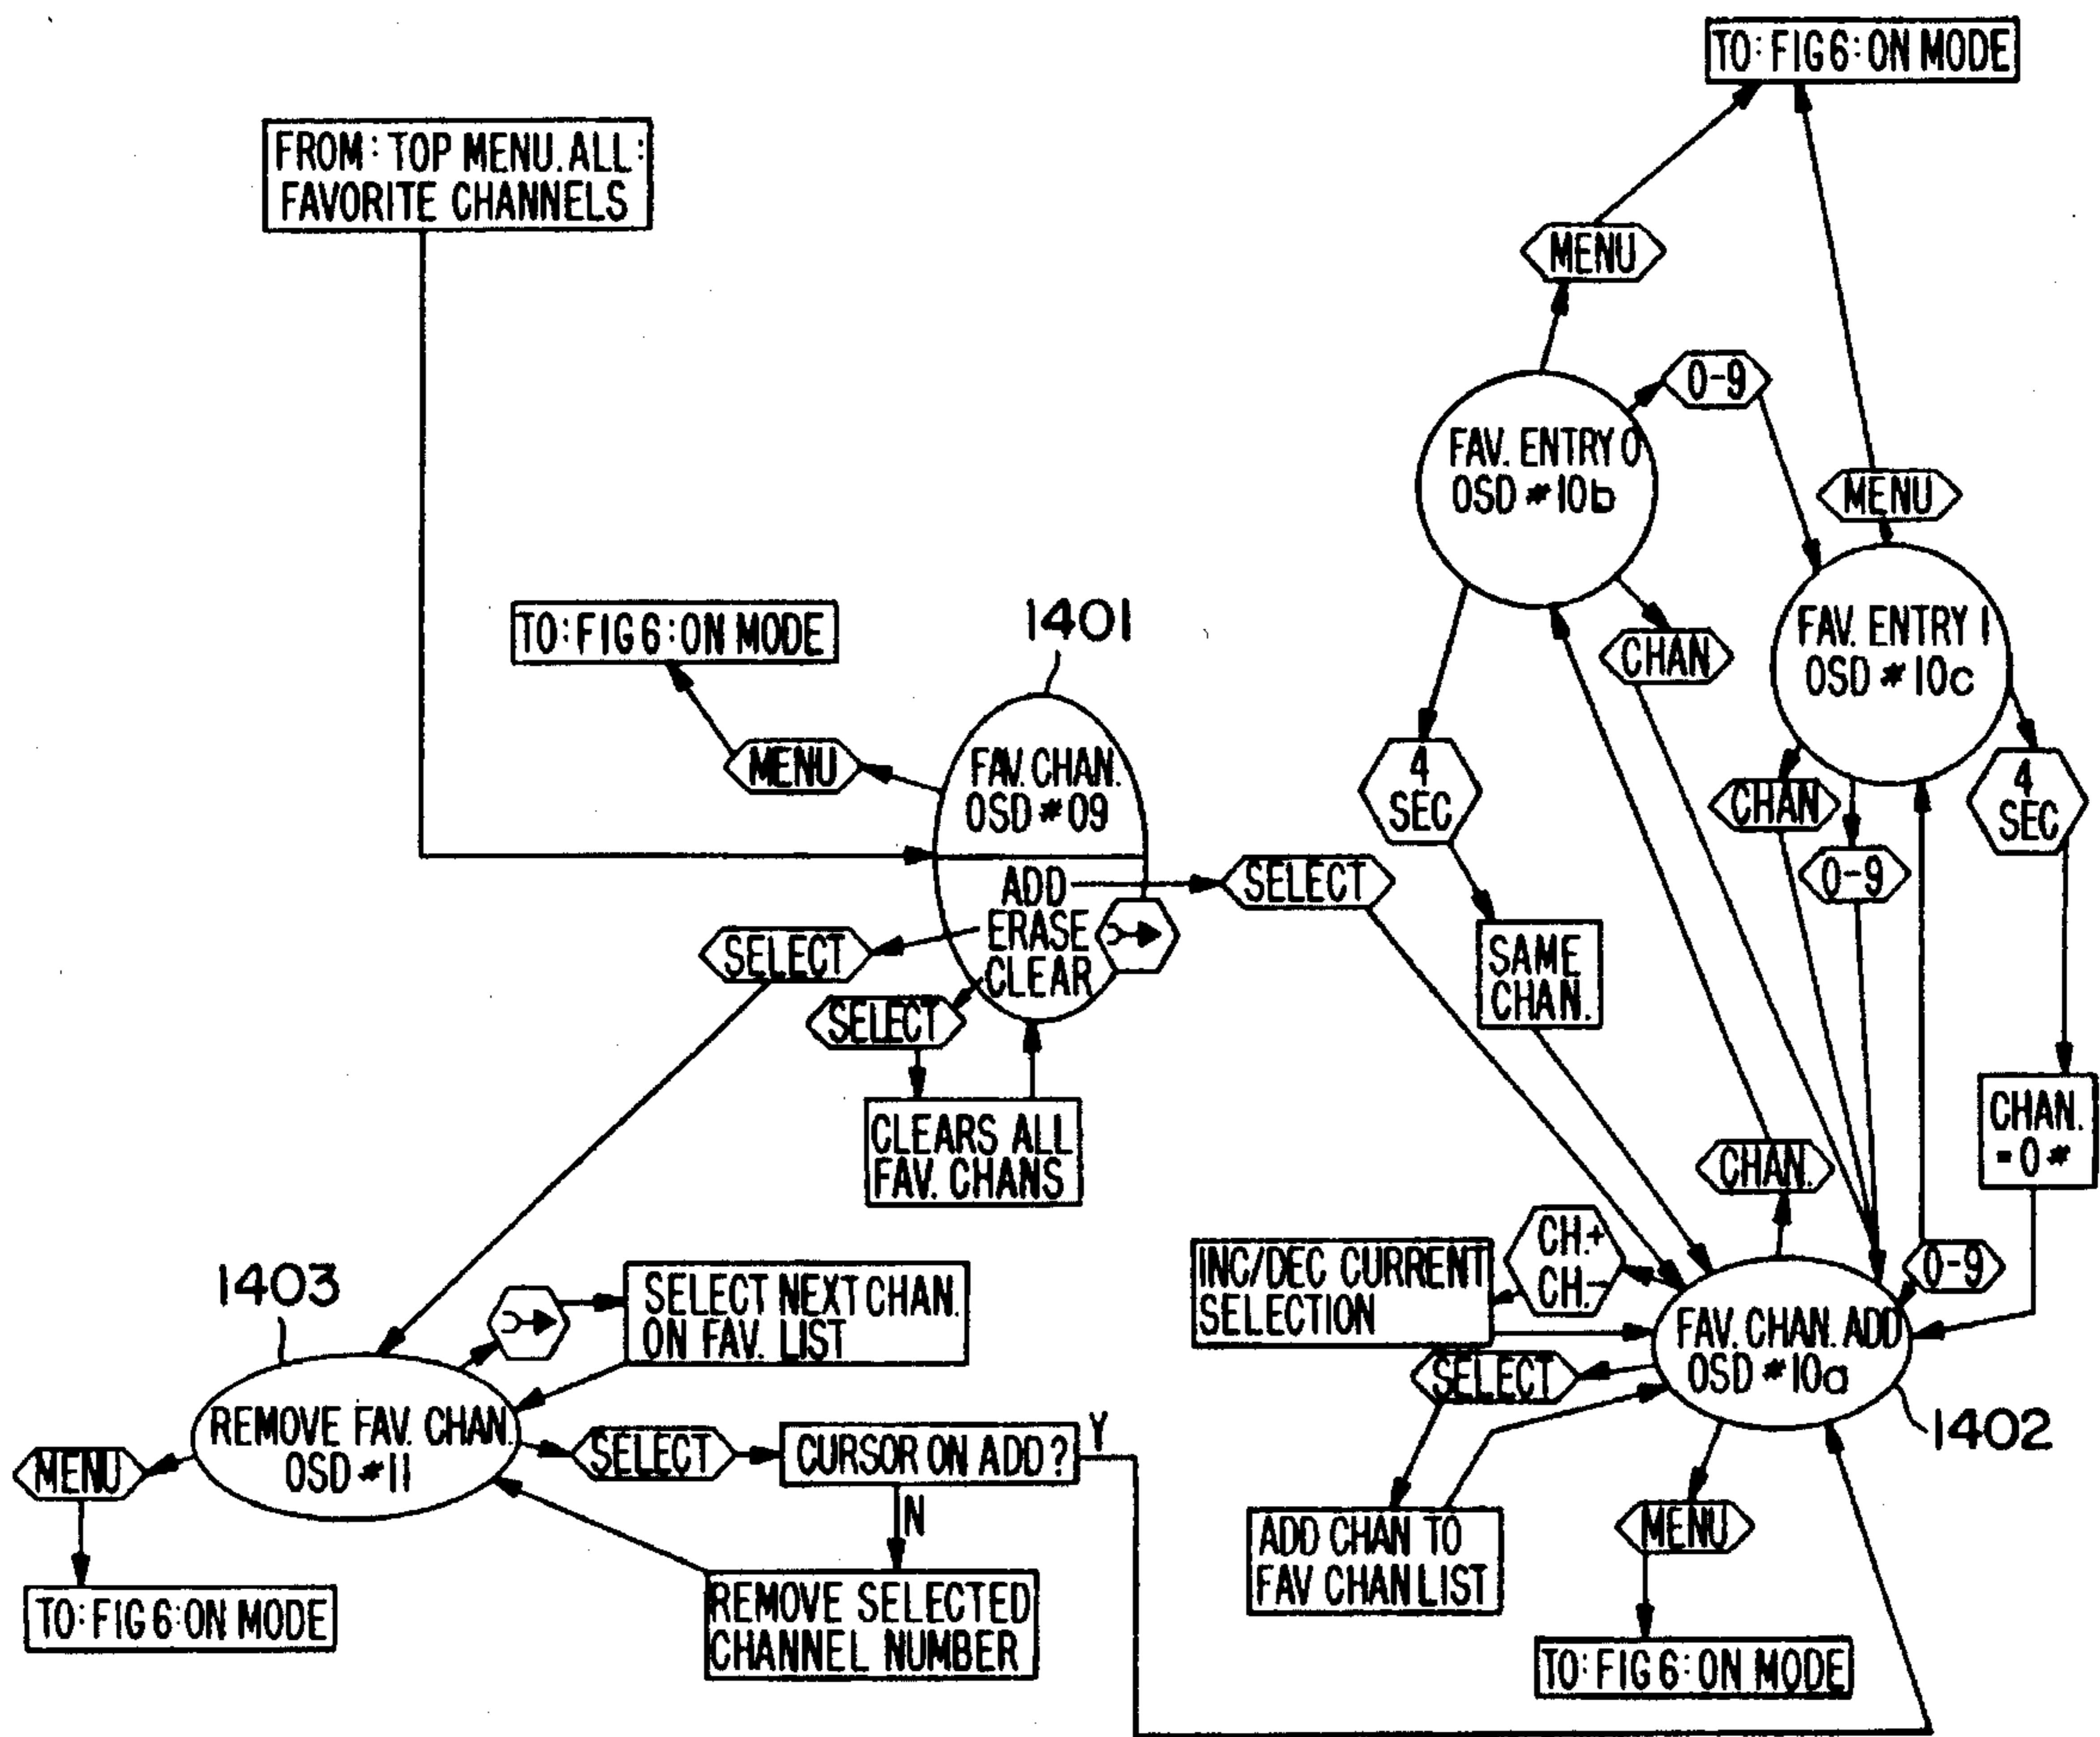 TO: FIG 6: ON MODE
FROM: TOP MENU. ALL:
FAVORITE CHANNELS
MENU
0-9
FAV. ENTRY 0
OSD #10b
MENU
TO: FIG 6: ON MODE
1401
CHAN
FAV. ENTRY 1
OSD #10c
MENU
FAV. CHAN.
OSD #09
4
SEC
CHAN
4
SEC
0-9
ADD
ERASE
CLEAR
SELECT
SELECT
SELECT
SAME
CHAN.
CLEARS ALL
FAV. CHANS
CHAN.
=0#
CHAN.
1403
SELECT NEXT CHAN.
ON FAV. LIST
INC/DEC CURRENT
SELECTION
CH.+
CH.-
0-9
FAV. CHAN. ADD
OSD #10a
SELECT
1402
REMOVE FAV. CHAN.
OSD #11
MENU
SELECT
CURSOR ON ADD?
Y
N
ADD CHAN TO
FAV CHAN LIST
MENU
TO: FIG 6: ON MODE
REMOVE SELECTED
CHANNEL NUMBER
TO: FIG 6: ON MODE